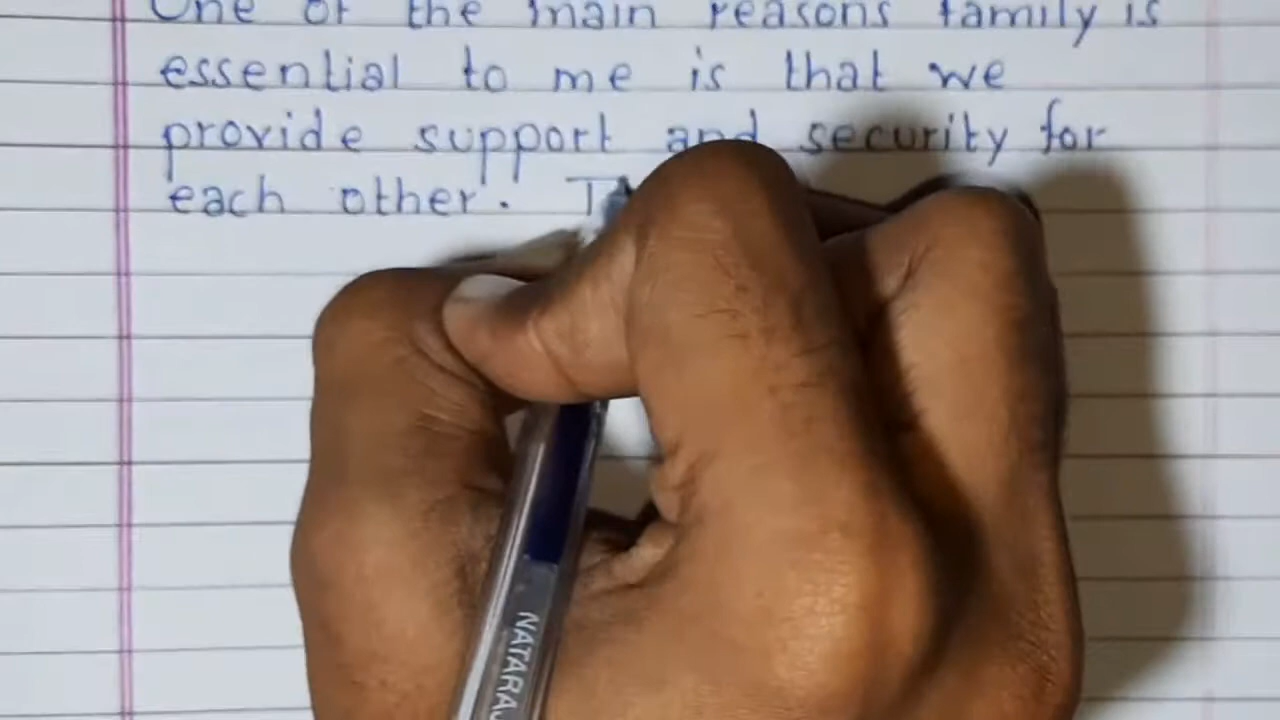 One of the main reasons family is
essential to me is that we
provide support and security for
each other. T
NATARAJ